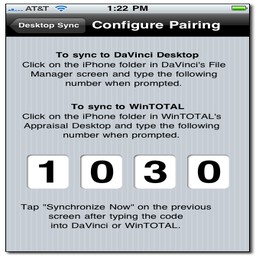 AT&T 1:22 PM
Desktop Sync Configure Pairing
To sync to DaVinci Desktop
Click on the iPhone folder in DaVinci's File
Manager screen and type the following
number when prompted.
To sync to WinTOTAL
Click on the iPhone folder in WinTOTAL's
Appraisal Desktop and type the following
number when prompted.
1 0 3 0
Tap "Synchronize Now" on the previous
screen after typing the code
into DaVinci or WinTOTAL.